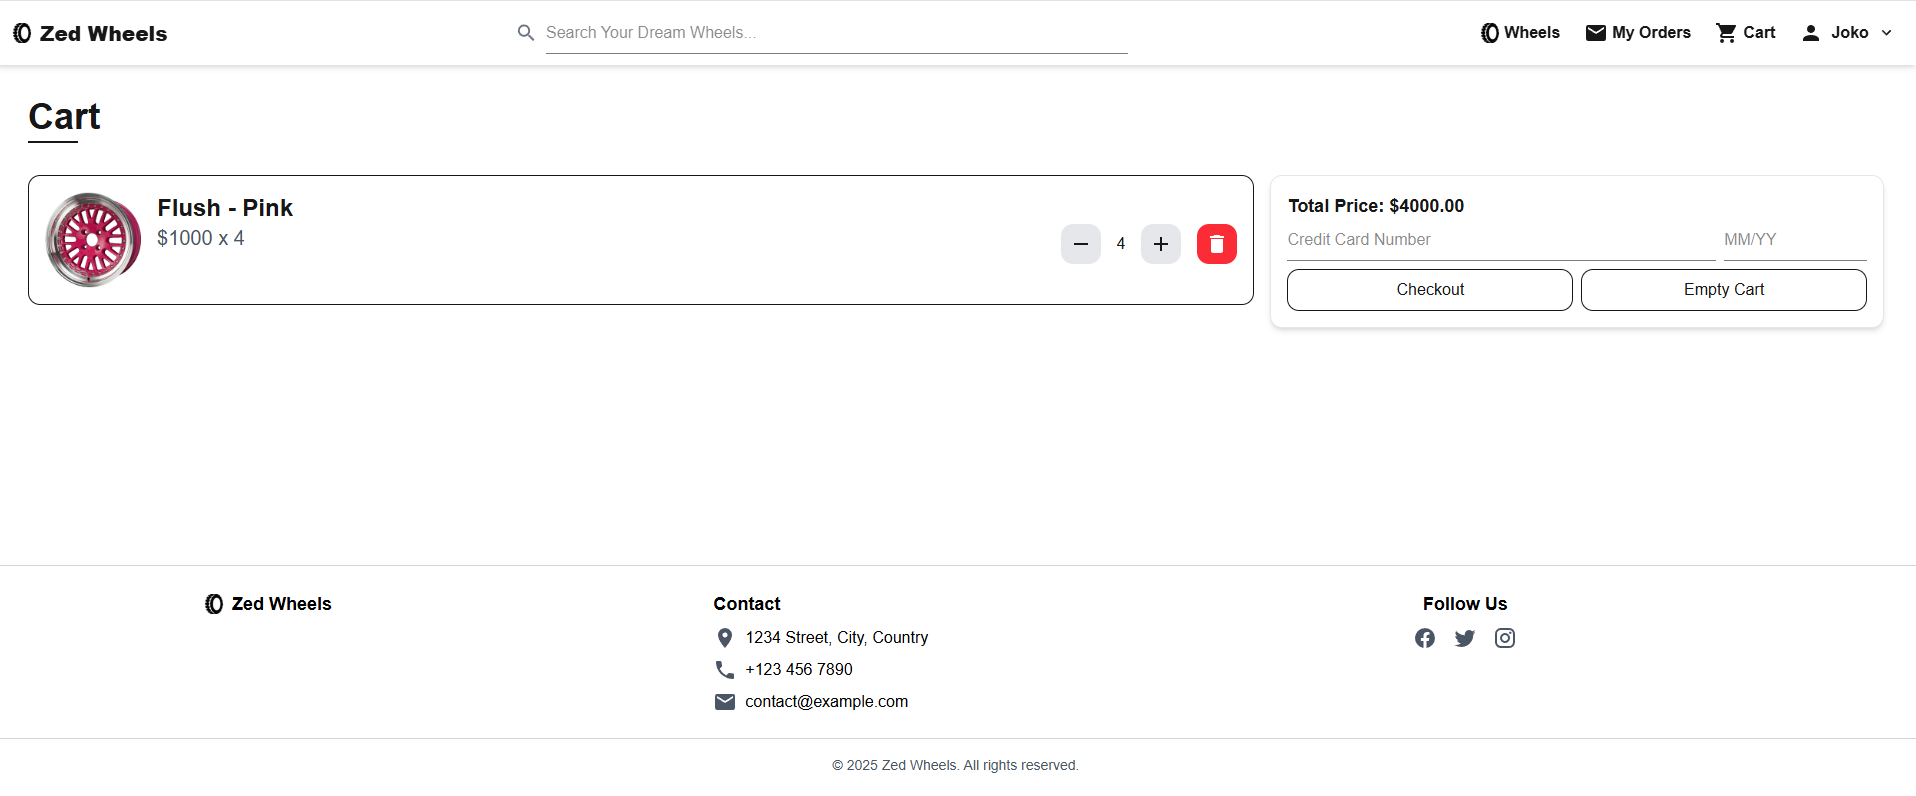 Zed Wheels
Search Your Dream Wheels...
Wheels
My Orders
Cart
Joko
Cart
Flush - Pink
$1000 x 4
4
Total Price: $4000.00
Credit Card Number
MM/YY
Checkout
Empty Cart
Zed Wheels
Contact
1234 Street, City, Country
+123 456 7890
contact@example.com
Follow Us
© 2025 Zed Wheels. All rights reserved.